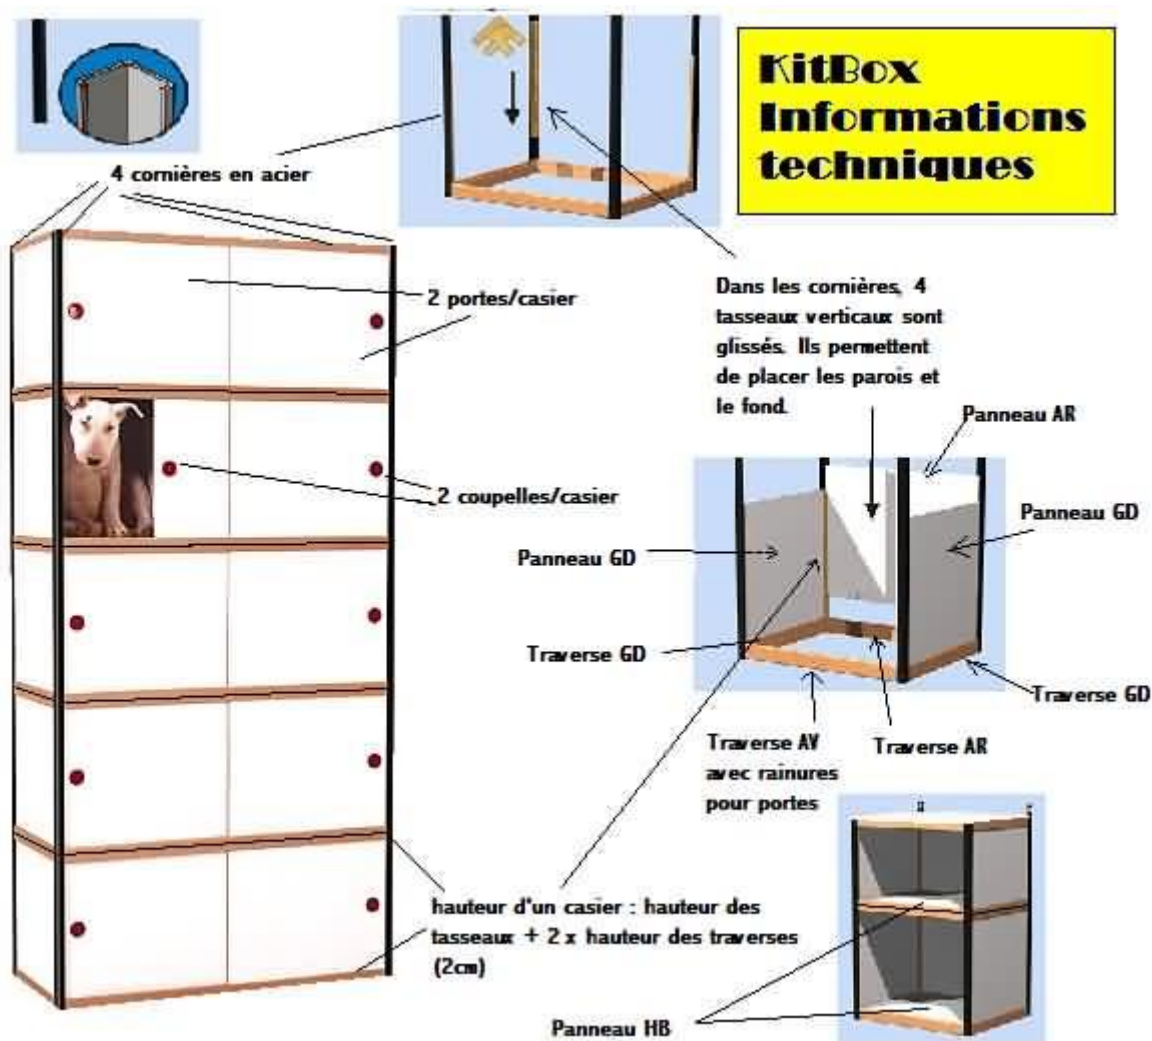 KitBox
Informations
techniques
4 cornières en acier
2 portes/casier
Dans les cornières, 4
tasseaux verticaux sont
glissés. Ils permettent
de placer les parois et
le fond.
Panneau AR
2 coupelles/casier
Panneau GD
Panneau GD
Traverse GD
Traverse GD
Traverse AV
avec rainures
pour portes
Traverse AR
hauteur d'un casier : hauteur des
tasseaux + 2 x hauteur des traverses
(2cm)
Panneau HB